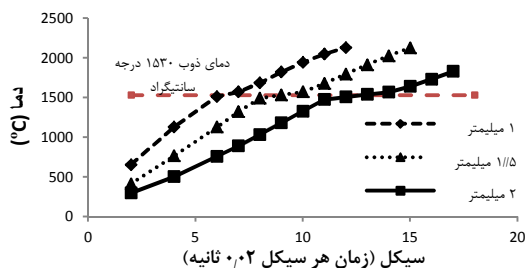 2500
2000
1500
1000
500
0
دما (ºC)
دمای ذوب ۱۵۳۰ درجه
سانتیگراد
۱ میلیمتر
۱//۵ میلیمتر
۲ میلیمتر
0 5 10 15 20
سیکل (زمان هر سیکل ۰٫۰۲ ثانیه)